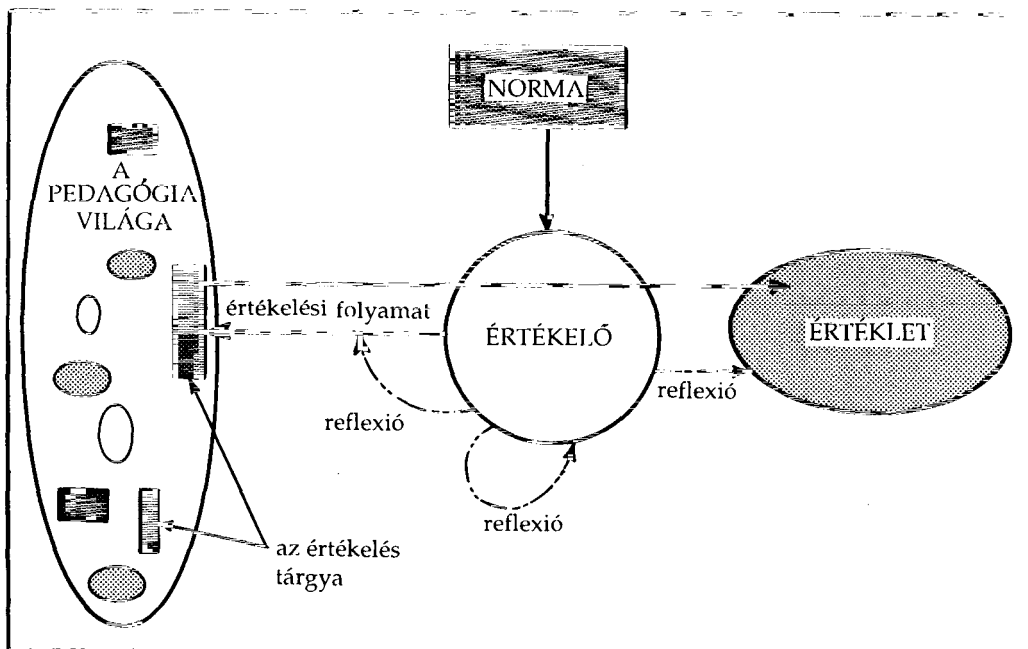 NORMA
A
PEDAGÓGIA
VILÁGA
értékelési folyamat
ÉRTÉKELŐ
ÉRTÉKLET
reflexió
reflexió
reflexió
az értékelés
tárgya